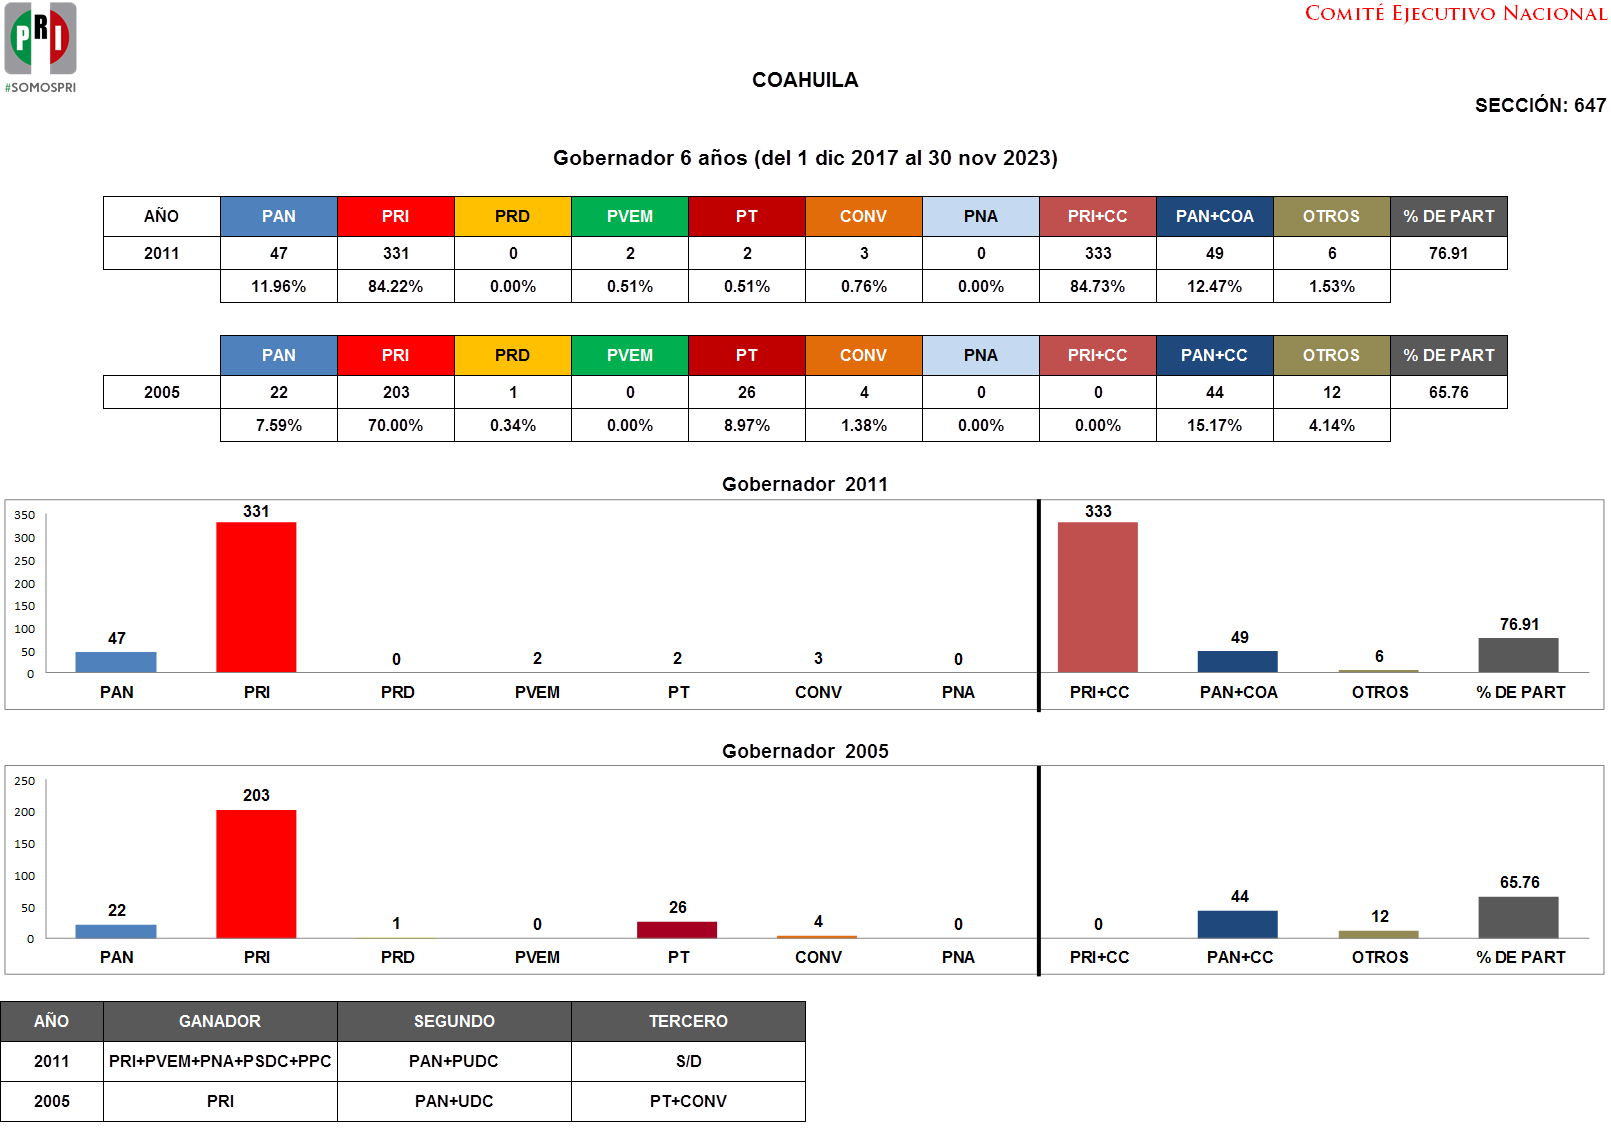 PRI
#SOMOSPRI
COMITÉ EJECUTIVO NACIONAL
COAHUILA
SECCIÓN: 647
Gobernador 6 años (del 1 dic 2017 al 30 nov 2023)
AÑO PAN PRI PRD PVEM PT CONV PNA PRI+CC PAN+COA OTROS % DE PART
2011 47 331 0 2 2 3 0 333 49 6 76.91
11.96% 84.22% 0.00% 0.51% 0.51% 0.76% 0.00% 84.73% 12.47% 1.53%
PAN PRI PRD PVEM PT CONV PNA PRI+CC PAN+CC OTROS % DE PART
2005 22 203 1 0 26 4 0 0 44 12 65.76
7.59% 70.00% 0.34% 0.00% 8.97% 1.38% 0.00% 0.00% 15.17% 4.14%
Gobernador 2011
350
300
250
200
150
100
50
0
47 331 0 2 2 3 0 333 49 6 76.91
PAN PRI PRD PVEM PT CONV PNA PRI+CC PAN+COA OTROS % DE PART
Gobernador 2005
250
200
150
100
50
0
22 203 1 0 26 4 0 0 44 12 65.76
PAN PRI PRD PVEM PT CONV PNA PRI+CC PAN+CC OTROS % DE PART
AÑO GANADOR SEGUNDO TERCERO
2011 PRI+PVEM+PNA+PSDC+PPC PAN+PUDC S/D
2005 PRI PAN+UDC PT+CONV